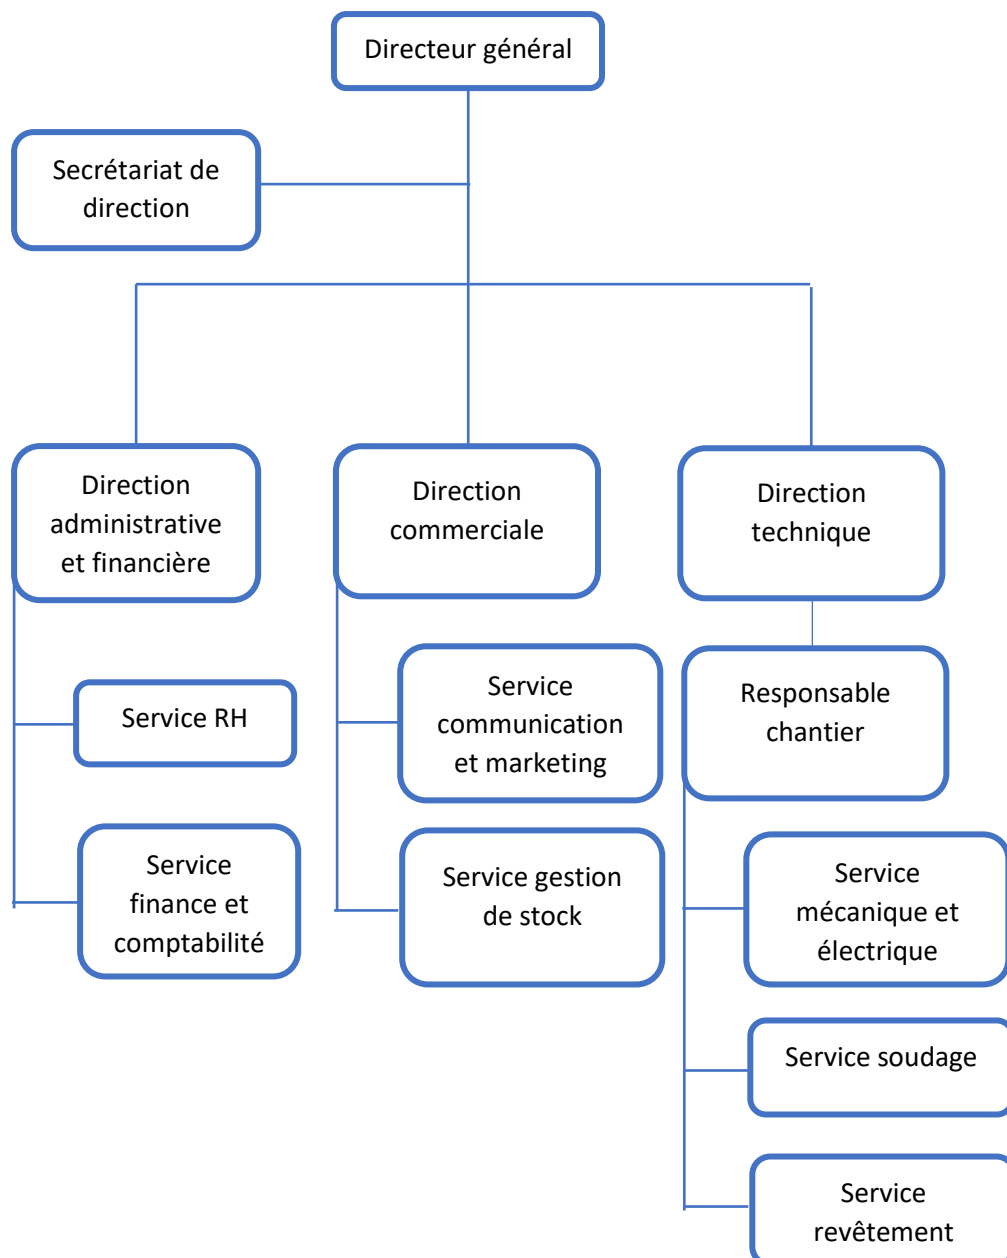 Directeur général
Secrétariat de
direction
Direction
administrative
et financière
Direction
commerciale
Direction
technique
Service RH
Service
communication
et marketing
Responsable
chantier
Service
finance et
comptabilité
Service gestion
de stock
Service
mécanique et
électrique
Service soudage
Service
revêtement